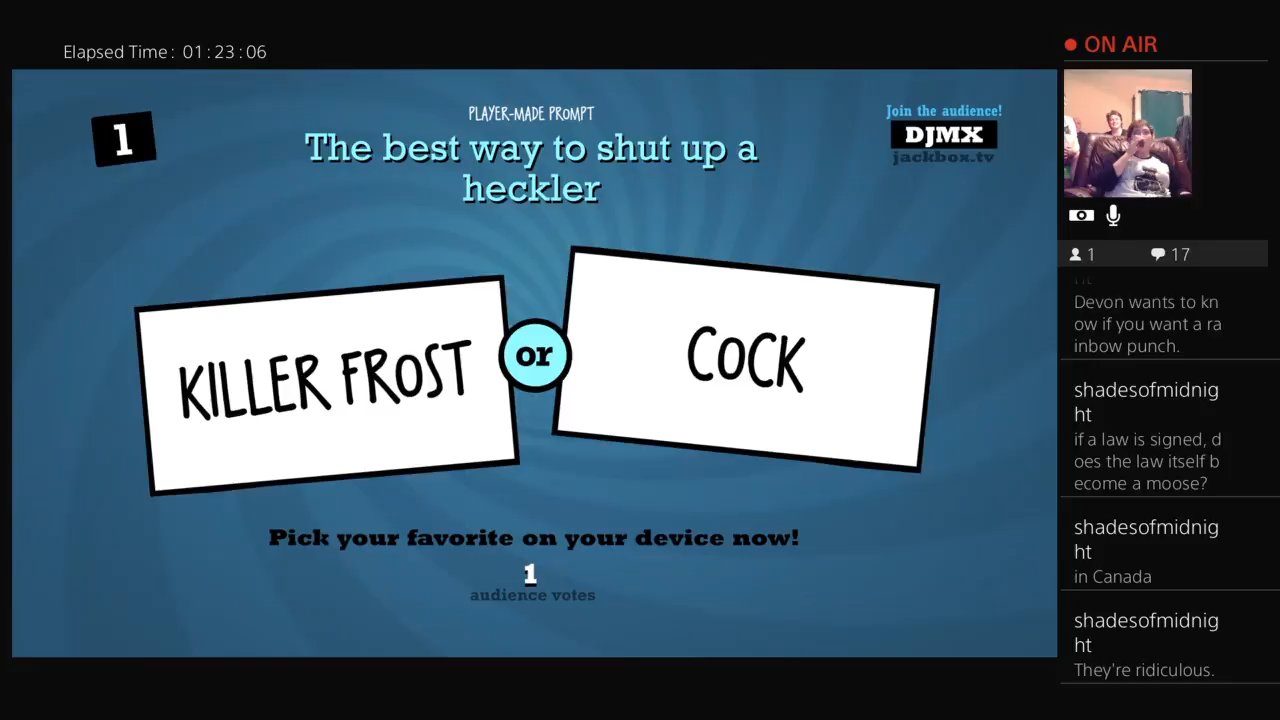 Elapsed Time: 01:23:06
ON AIR
1
PLAYER-MADE PROMPT
The best way to shut up a
heckler
Join the audience!
DJMX
jackbox.tv
KILLER FROST
or
COCK
Pick your favorite on your device now!
1
audience votes
1
17
Devon wants to kn
ow if you want a ra
inbow punch.
shadesofmidnig
ht
if a law is signed, d
oes the law itself b
ecome a moose?
shadesofmidnig
ht
in Canada
shadesofmidnig
ht
They're ridiculous.